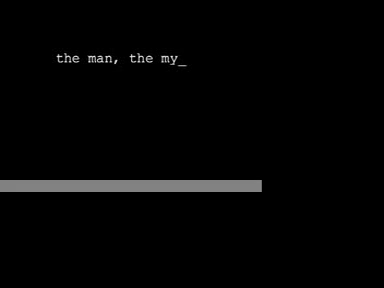 the man, the my_